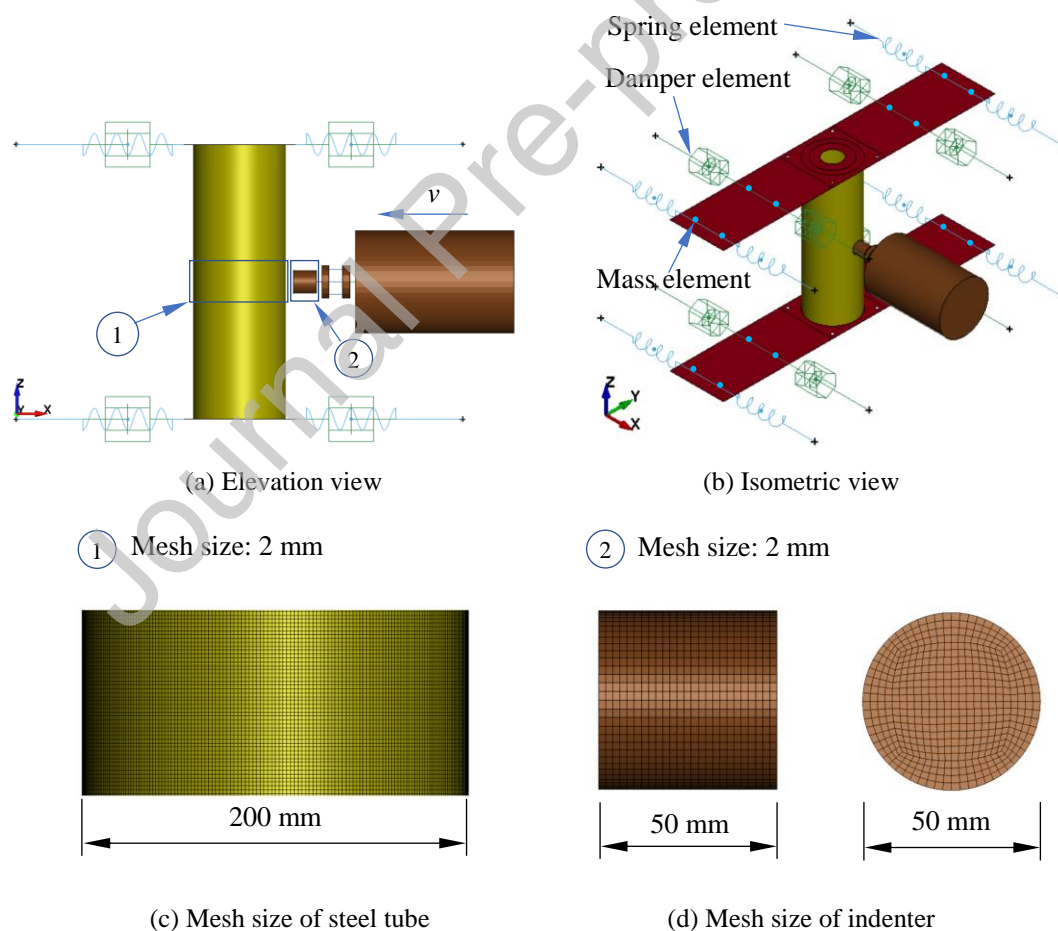 Spring element
Damper element
v
Mass element
1
2
Z
Y
X
Z
Y
X
(a) Elevation view
(b) Isometric view
1 Mesh size: 2 mm
2 Mesh size: 2 mm
200 mm
50 mm
50 mm
(c) Mesh size of steel tube
(d) Mesh size of indenter
Journal Pre-pr